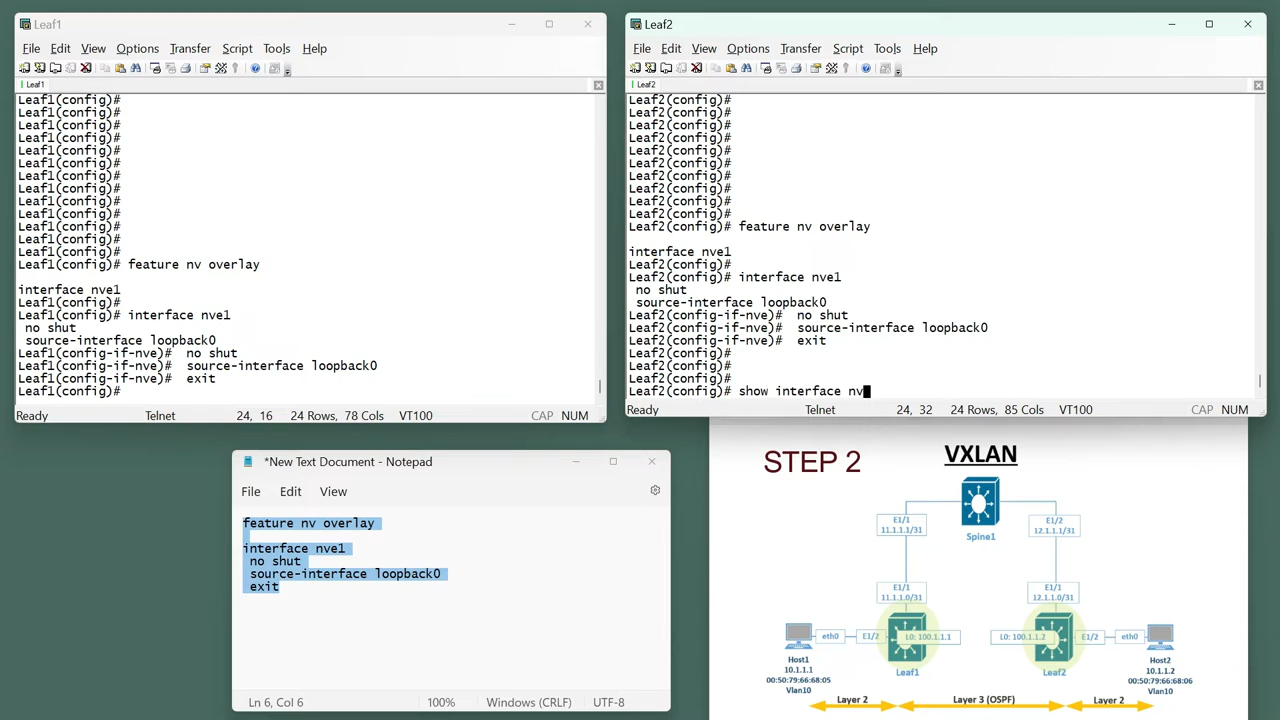 Leaf1
File Edit View Options Transfer Script Tools Help
Leaf1
Leaf1(config)#
Leaf1(config)#
Leaf1(config)#
Leaf1(config)#
Leaf1(config)#
Leaf1(config)#
Leaf1(config)#
Leaf1(config)#
Leaf1(config)#
Leaf1(config)#
Leaf1(config)#
Leaf1(config)#
Leaf1(config)#
Leaf1(config)# feature nv overlay
interface nve1
Leaf1(config)#
Leaf1(config)# interface nve1
no shut
source-interface loopback0
Leaf1(config-if-nve)# no shut
Leaf1(config-if-nve)# source-interface loopback0
Leaf1(config-if-nve)# exit
Leaf1(config)#
Ready Telnet 24, 16 24 Rows, 78 Cols VT100 CAP NUM
Leaf2
File Edit View Options Transfer Script Tools Help
Leaf2
Leaf2(config)#
Leaf2(config)#
Leaf2(config)#
Leaf2(config)#
Leaf2(config)#
Leaf2(config)#
Leaf2(config)#
Leaf2(config)#
Leaf2(config)#
Leaf2(config)#
Leaf2(config)# feature nv overlay
interface nve1
Leaf2(config)#
Leaf2(config)# interface nve1
no shut
source-interface loopback0
Leaf2(config-if-nve)# no shut
Leaf2(config-if-nve)# source-interface loopback0
Leaf2(config-if-nve)# exit
Leaf2(config)#
Leaf2(config)#
Leaf2(config)#
Leaf2(config)# show interface nv
Ready Telnet 24, 32 24 Rows, 85 Cols VT100 CAP NUM
*New Text Document - Notepad
File Edit View
feature nv overlay
interface nve1
no shut
source-interface loopback0
exit
Ln 6, Col 6 100% Windows (CRLF) UTF-8
STEP 2
VXLAN
E1/1
11.1.1.1/31
E1/2
12.1.1.1/31
Spine1
E1/1
11.1.1.0/31
E1/1
12.1.1.0/31
eth0
E1/2
L0: 100.1.1.1
L0: 100.1.1.2
E1/2
eth0
Host1
10.1.1.1
00:50:79:66:68:05
Vlan10
Leaf1
Leaf2
Host2
10.1.1.2
00:50:79:66:68:06
Vlan10
Layer 2
Layer 3 (OSPF)
Layer 2